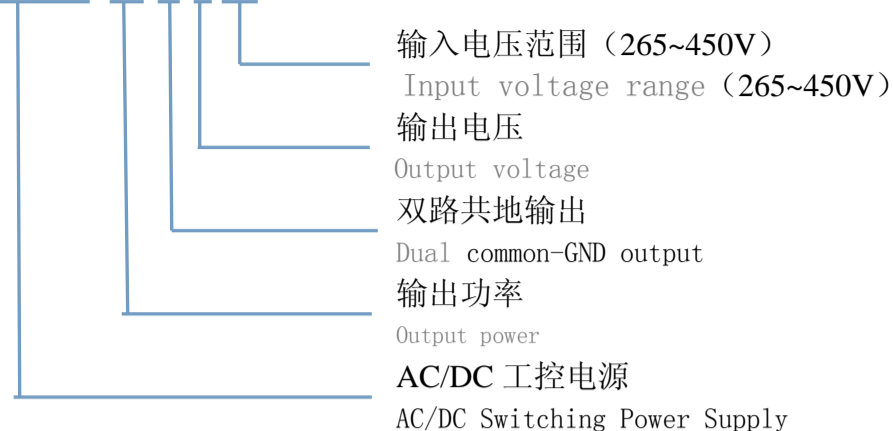 输入电压范围（265~450V）
Input voltage range（265~450V）
输出电压
Output voltage
双路共地输出
Dual common-GND output
输出功率
Output power
AC/DC 工控电源
AC/DC Switching Power Supply